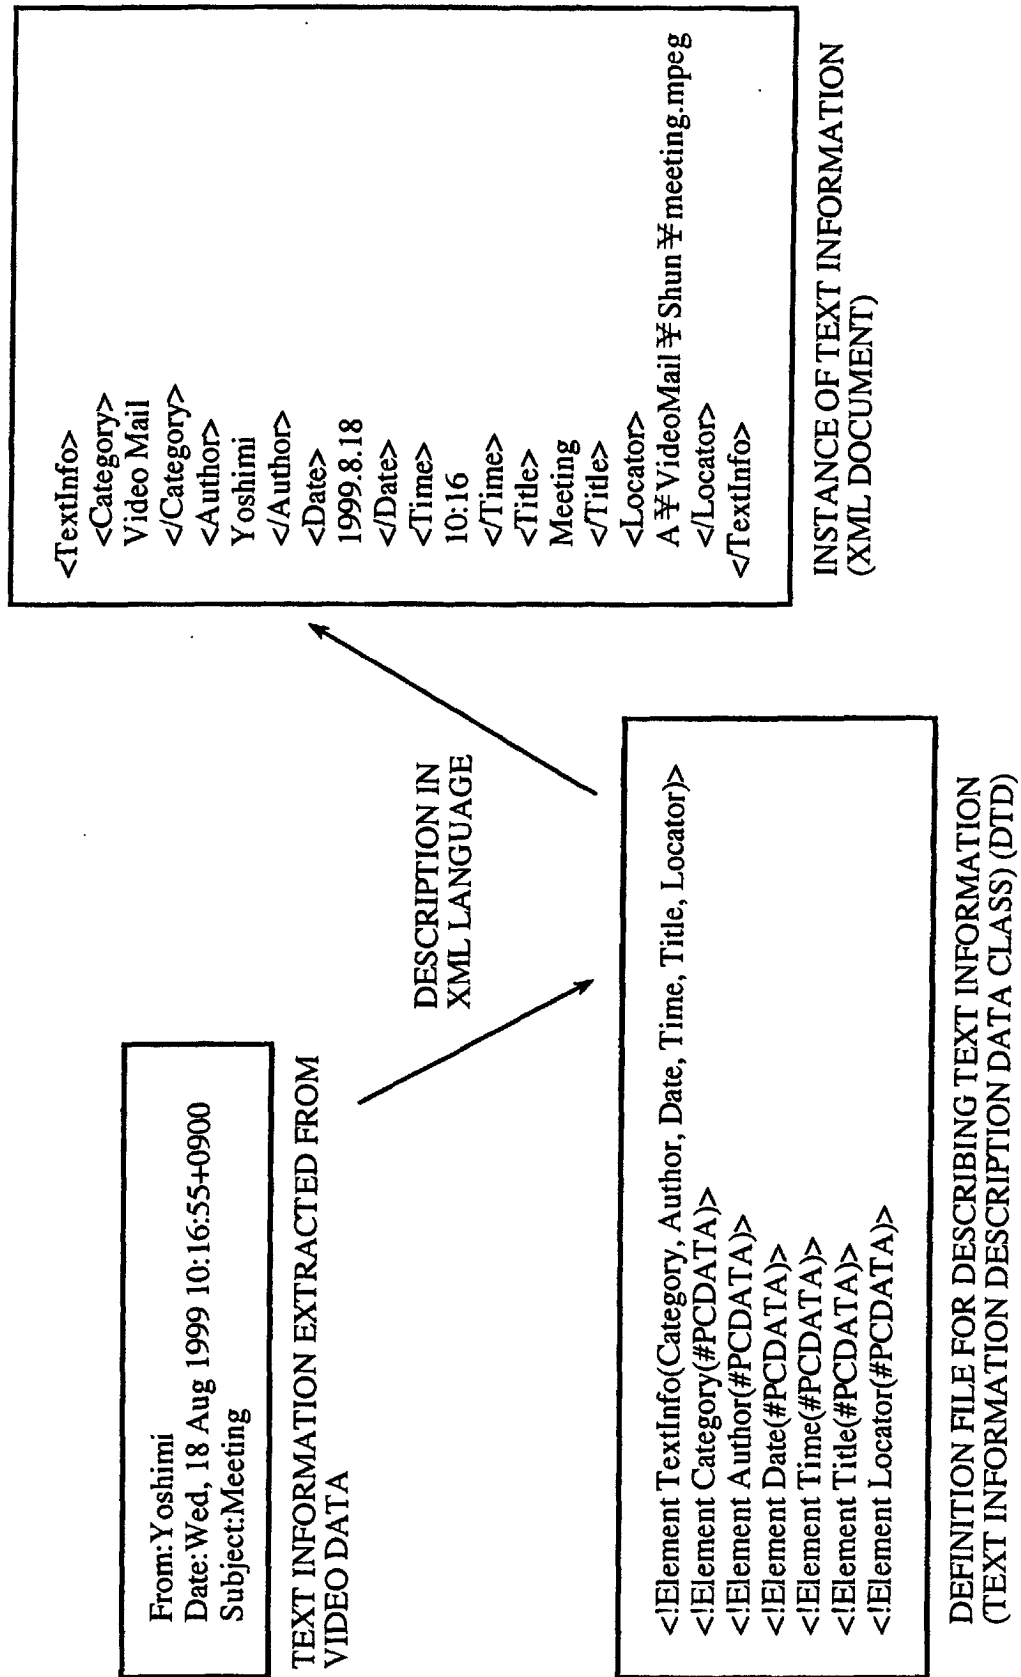 From:Yoshimi
Date:Wed, 18 Aug 1999 10:16:55+0900
Subject:Meeting
TEXT INFORMATION EXTRACTED FROM
VIDEO DATA
DESCRIPTION IN
XML LANGUAGE
<!Element TextInfo(Category, Author, Date, Time, Title, Locator)>
<!Element Category(#PCDATA)>
<!Element Author(#PCDATA)>
<!Element Date(#PCDATA)>
<!Element Time(#PCDATA)>
<!Element Title(#PCDATA)>
<!Element Locator(#PCDATA)>
DEFINITION FILE FOR DESCRIBING TEXT INFORMATION
(TEXT INFORMATION DESCRIPTION DATA CLASS) (DTD)
<TextInfo>
<Category>
Video Mail
</Category>
<Author>
Yoshimi
</Author>
<Date>
1999.8.18
</Date>
<Time>
10:16
</Time>
<Title>
Meeting
</Title>
<Locator>
A¥VideoMail¥Shun¥meeting.mpeg
</Locator>
</TextInfo>
INSTANCE OF TEXT INFORMATION
(XML DOCUMENT)